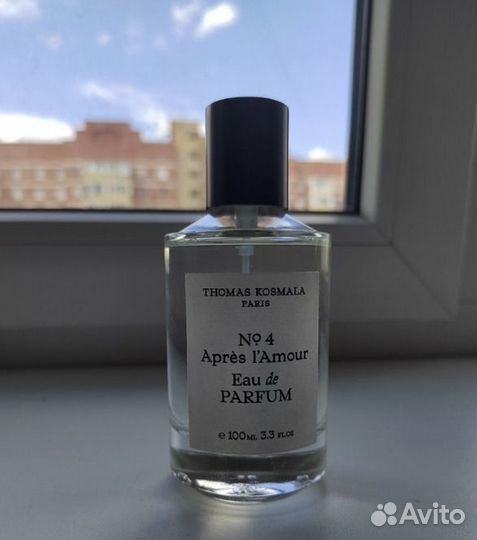 THOMAS KOSMALA
PARIS
Nº 4
Après l'Amour
Eau de
PARFUM
e 100ML 3.3 FL.OZ
Avito